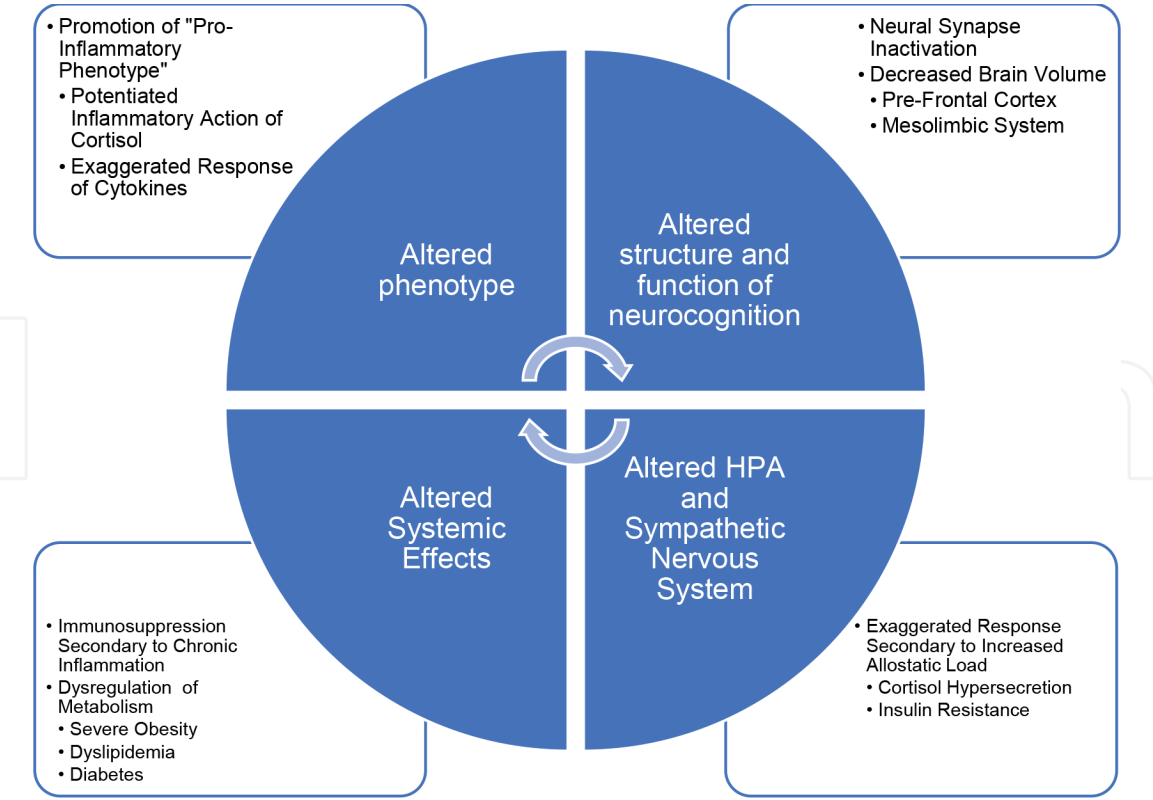 • Promotion of "Pro-
Inflammatory
Phenotype"
• Potentiated
Inflammatory Action of
Cortisol
• Exaggerated Response
of Cytokines
• Neural Synapse
Inactivation
• Decreased Brain Volume
• Pre-Frontal Cortex
• Mesolimbic System
Altered
phenotype
Altered
structure and
function of
neurocognition
Altered
Systemic
Effects
Altered HPA
and
Sympathetic
Nervous
System
• Immunosuppression
Secondary to Chronic
Inflammation
• Dysregulation of
Metabolism
• Severe Obesity
• Dyslipidemia
• Diabetes
• Exaggerated Response
Secondary to Increased
Allostatic Load
• Cortisol Hypersecretion
• Insulin Resistance